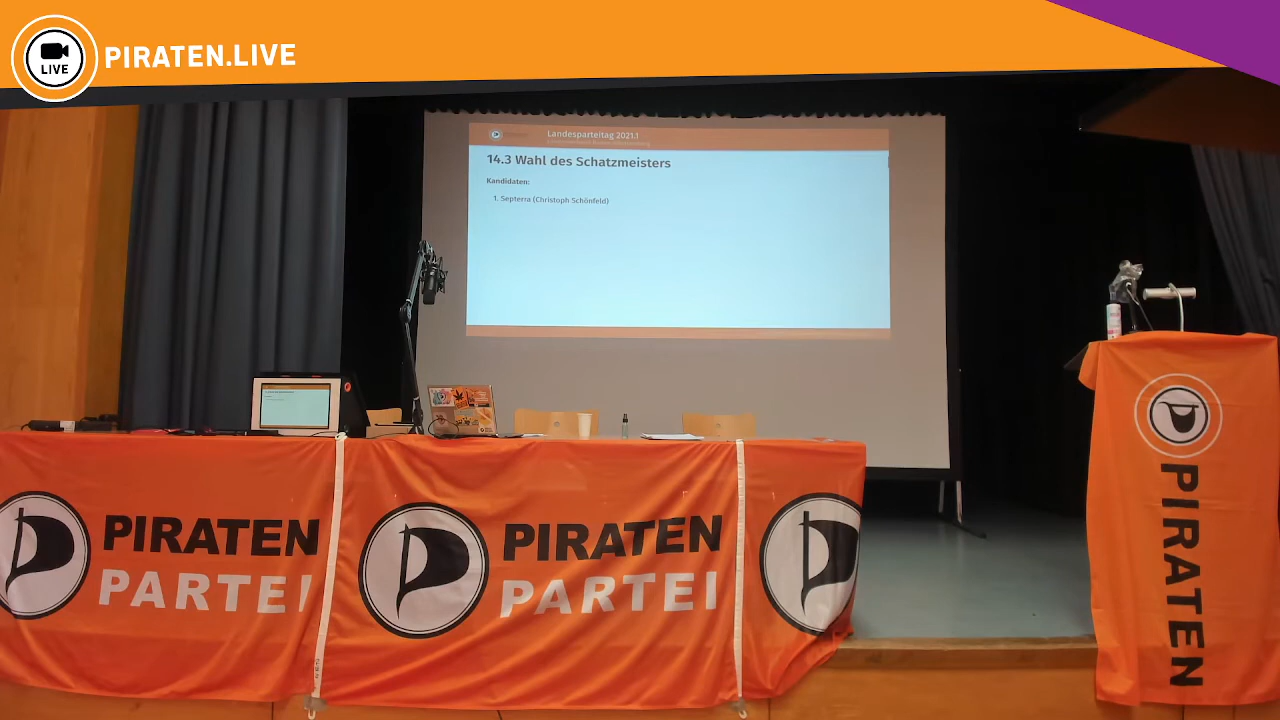 LIVE
PIRATEN.LIVE
Landesparteitag 2021.1
14.3 Wahl des Schatzmeisters
Kandidaten:
1. Septerra (Christoph Schönfeld)
PIRATEN
PARTEI
PIRATEN
PARTEI
PIRATEN